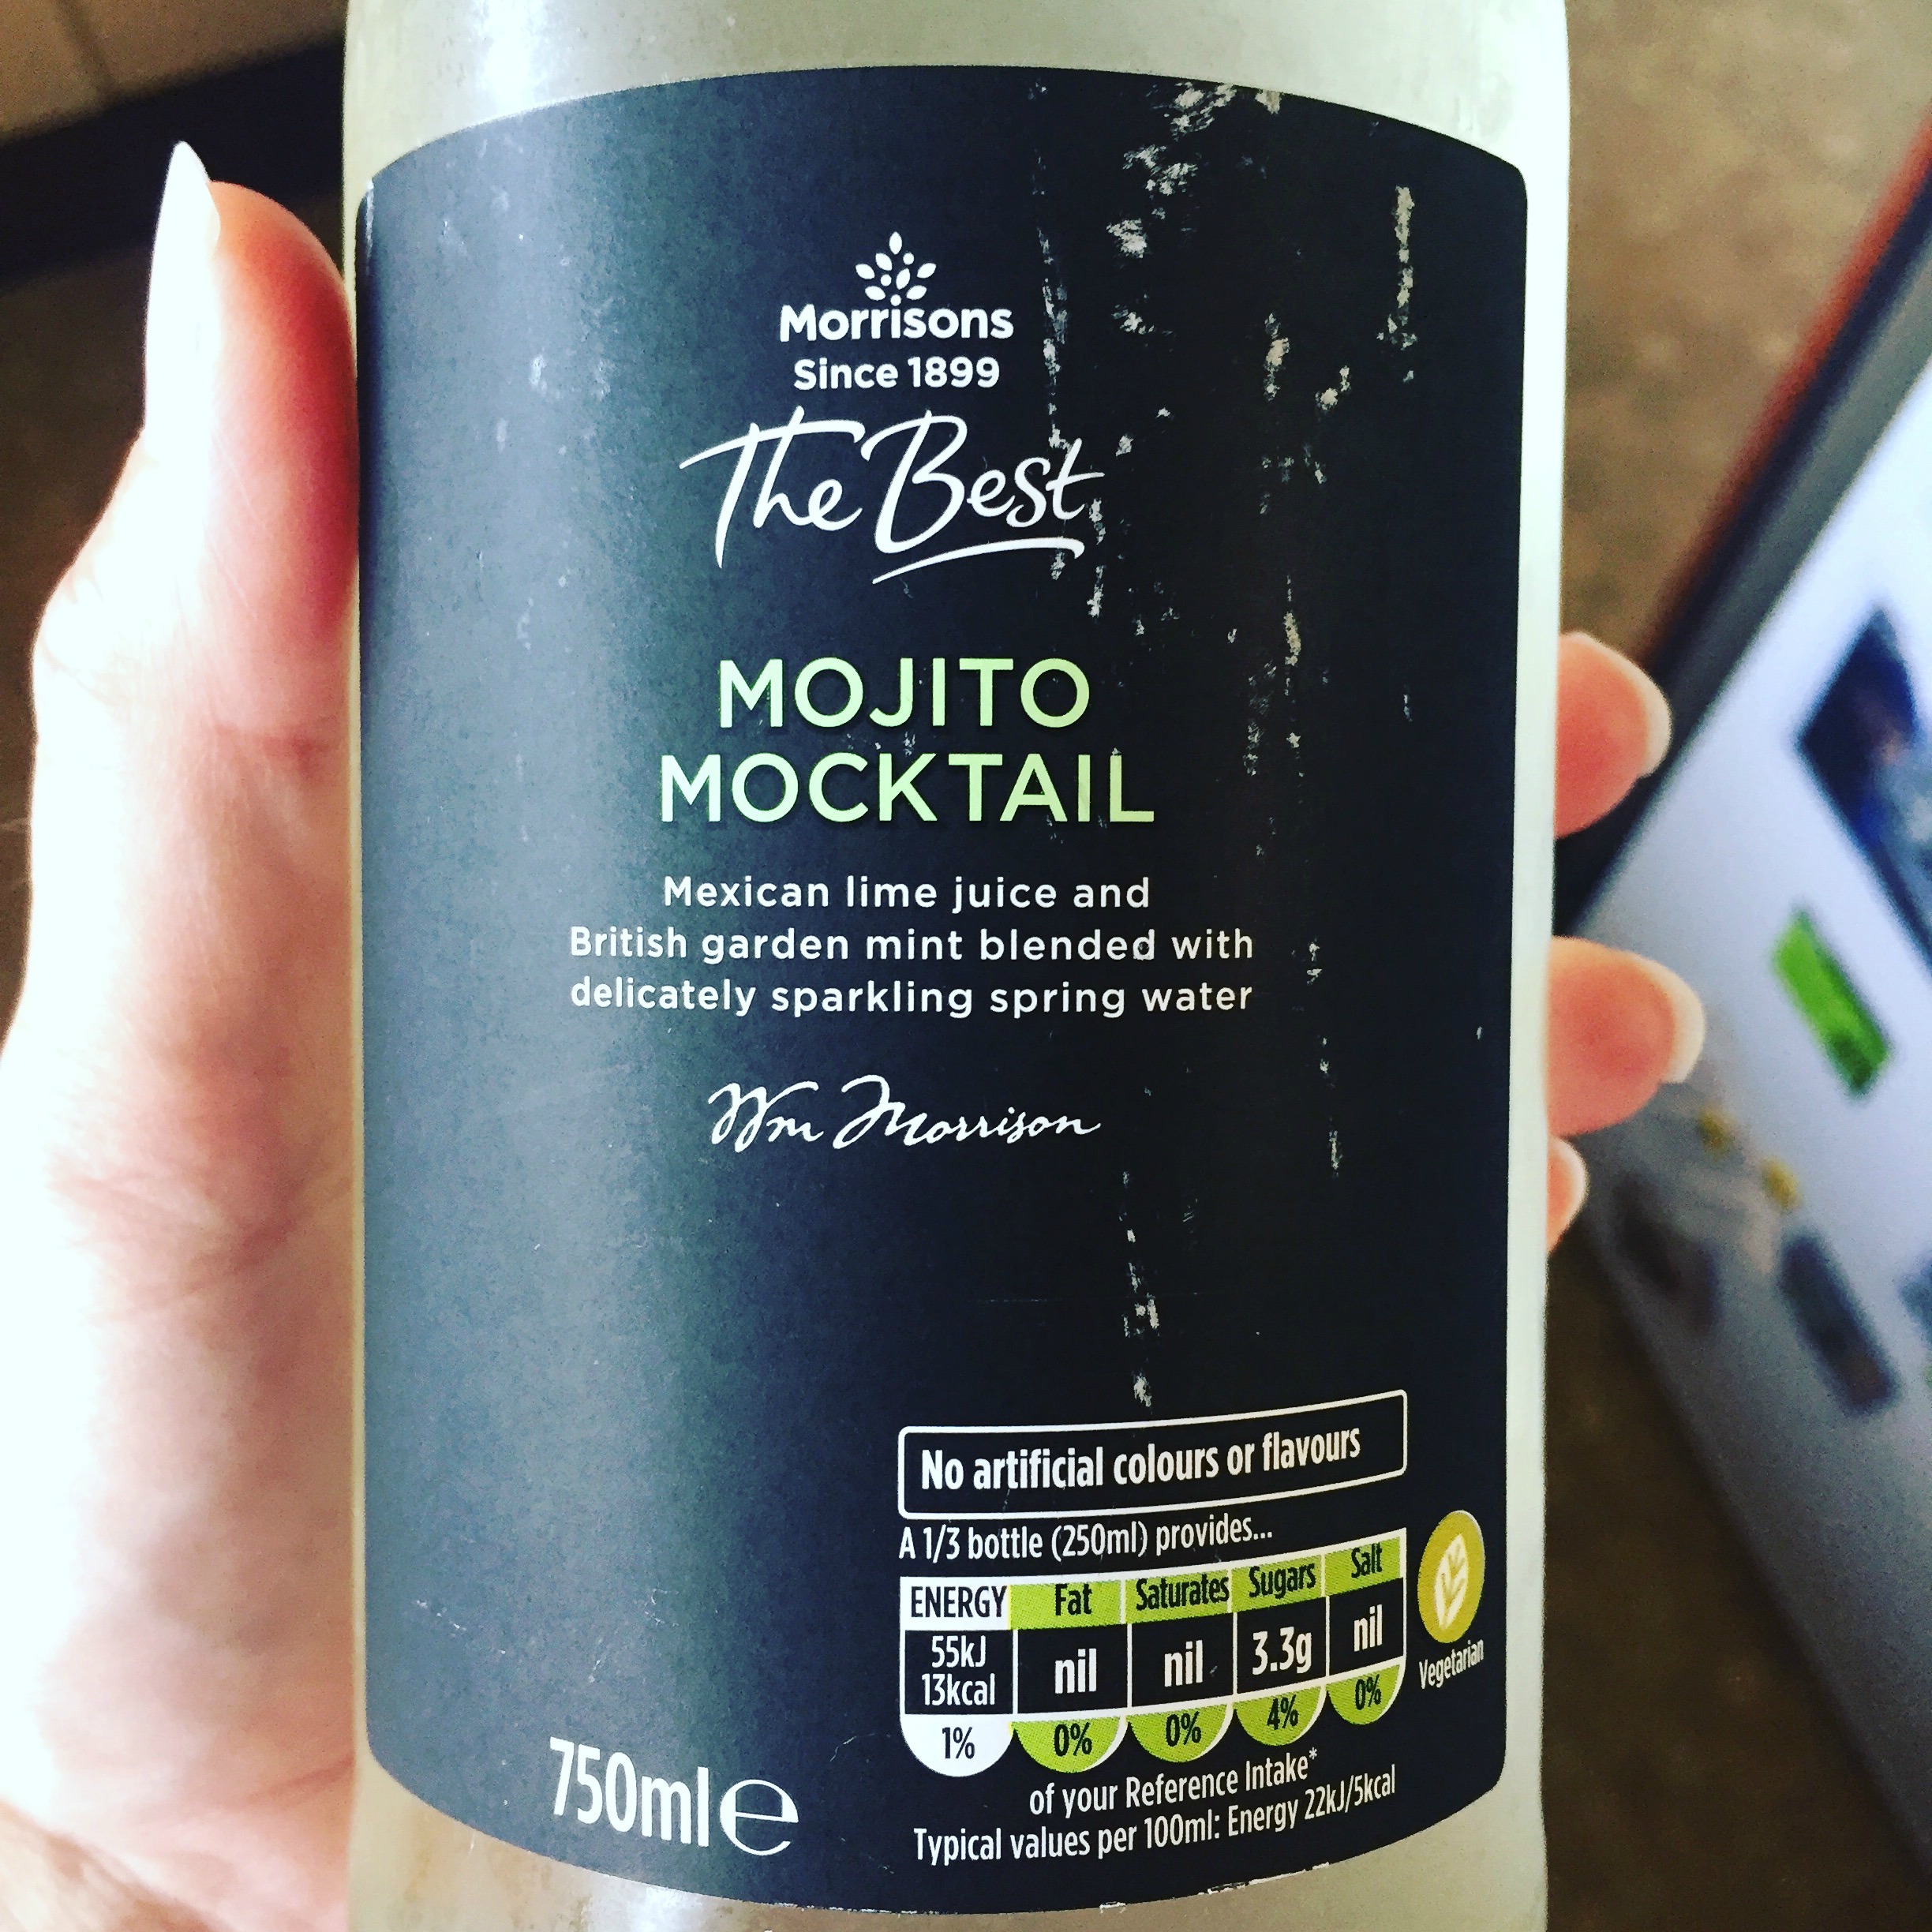 Morrisons
Since 1899
The Best
MOJITO
MOCKTAIL
Mexican lime juice and
British garden mint blended with
delicately sparkling spring water
Wm Morrison
No artificial colours or flavours
A 1/3 bottle (250ml) provides...
ENERGY Fat Saturates Sugars Salt
55kJ
13kcal nil nil 3.3g nil
1% 0% 0% 4% 0%
Vegetarian
of your Reference Intake*
Typical values per 100ml: Energy 22kJ/5kcal
750ml e